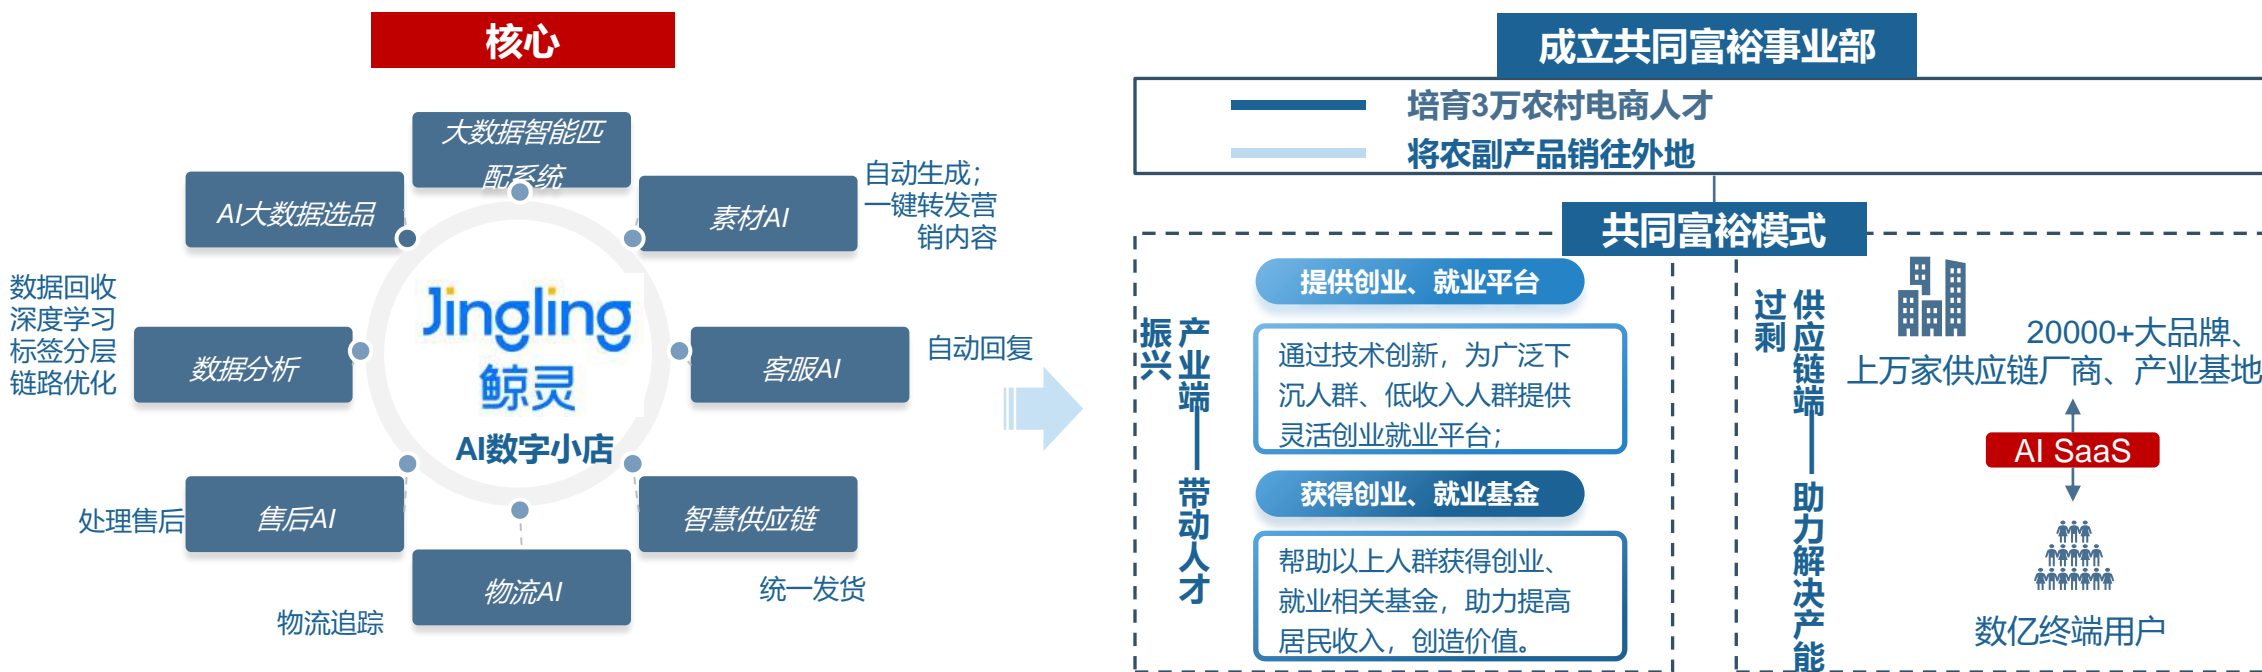 核心
大数据智能匹
配系统
AI大数据选品
素材AI
自动生成；
一键转发营
销内容
数据回收
深度学习
标签分层
链路优化
数据分析
Jingling
鲸灵
AI数字小店
客服AI
自动回复
处理售后
售后AI
智慧供应链
物流AI
统一发货
物流追踪
成立共同富裕事业部
培育3万农村电商人才
将农副产品销往外地
共同富裕模式
产业端——带动人才
振兴
提供创业、就业平台
通过技术创新，为广泛下
沉人群、低收入人群提供
灵活创业就业平台；
获得创业、就业基金
帮助以上人群获得创业、
就业相关基金，助力提高
居民收入，创造价值。
供应链端——助力解决产能
过剩
20000+大品牌、
上万家供应链厂商、产业基地
AI SaaS
数亿终端用户